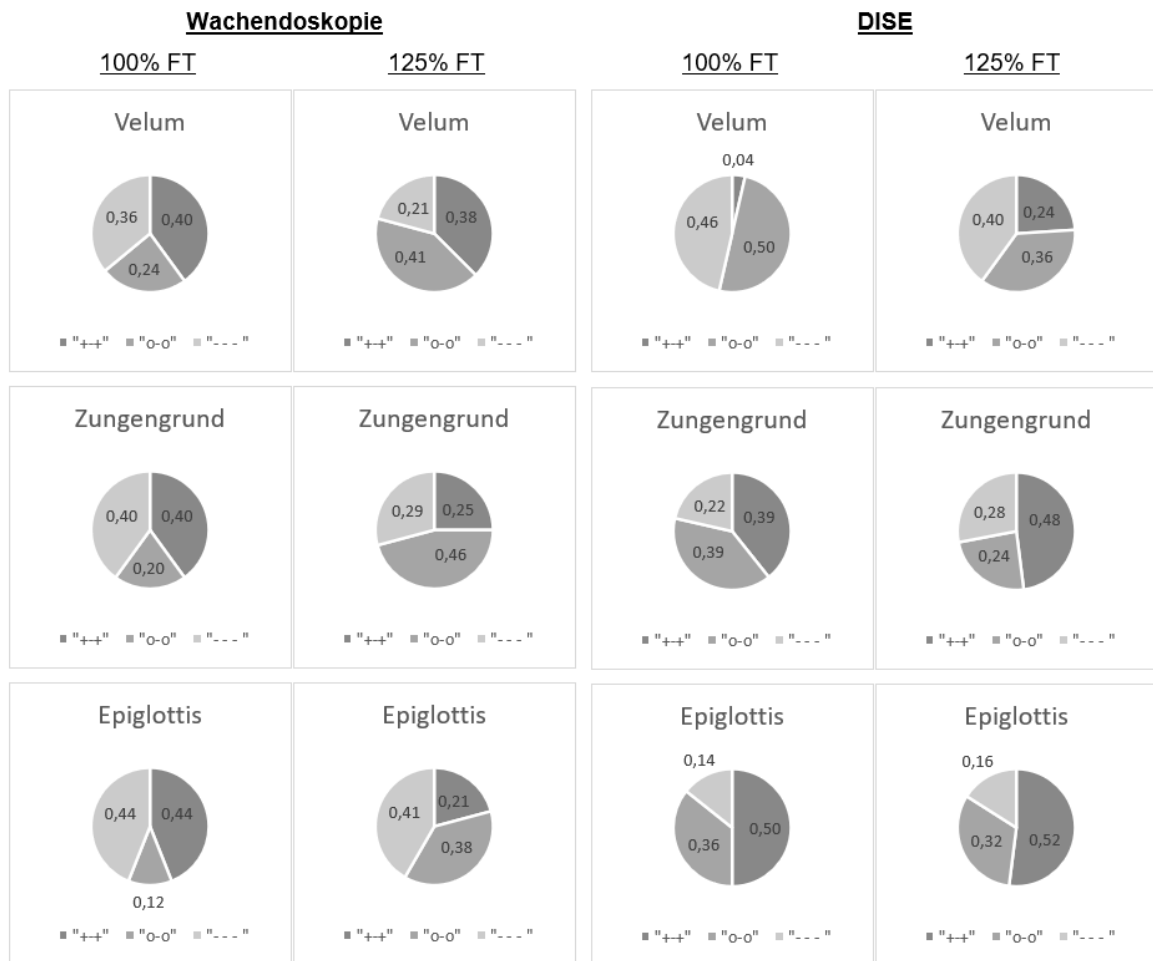 Wachendoskopie DISE
100% FT 125% FT 100% FT 125% FT
Velum Velum Velum Velum
0,04
0,36 0,40 0,21 0,38 0,46 0,50 0,40 0,24
0,24 0,41 0,36
"+-+" "o-o" "- - - " "+-+" "o-o" "- - - " "+-+" "o-o" "- - - " "+-+" "o-o" "- - - "
Zungengrund Zungengrund Zungengrund Zungengrund
0,40 0,40 0,29 0,25 0,22 0,39 0,28 0,48
0,20 0,46 0,39 0,24
"+-+" "o-o" "- - - " "+-+" "o-o" "- - - " "+-+" "o-o" "- - - " "+-+" "o-o" "- - - "
Epiglottis Epiglottis Epiglottis Epiglottis
0,14 0,16
0,44 0,44 0,41 0,21 0,36 0,50 0,32 0,52
0,12 0,38
"+-+" "o-o" "- - - " "+-+" "o-o" "- - - " "+-+" "o-o" "- - - " "+-+" "o-o" "- - - "